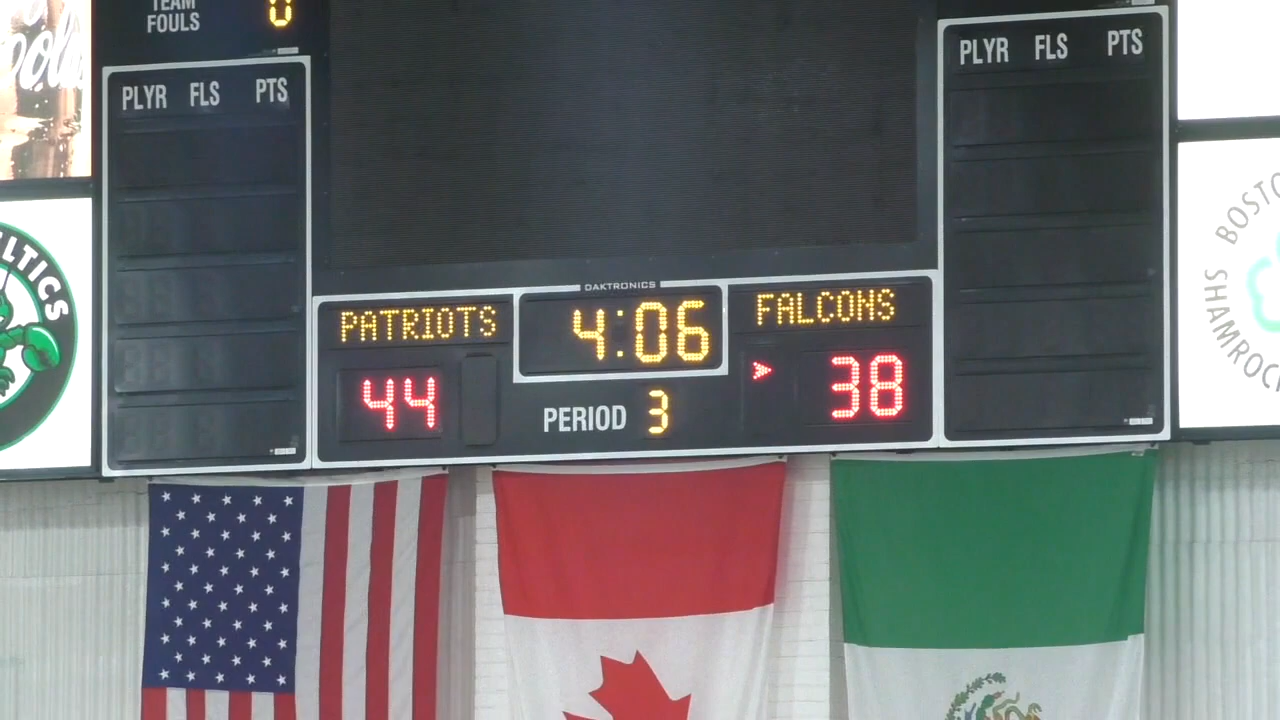 TEAM
FOULS
0
PLYR FLS PTS
PLYR FLS PTS
BOSTO
SHAMROC
LTICS
DAKTRONICS
PATRIOTS
4:06
FALCONS
44
PERIOD 3
38